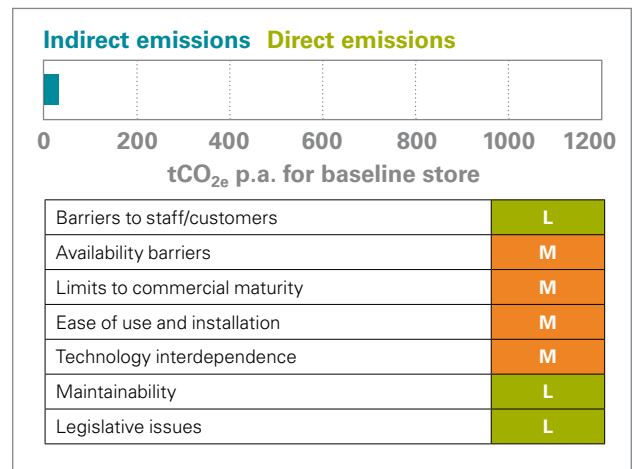 Indirect emissions Direct emissions
0 200 400 600 800 1000 1200
tCO2e p.a. for baseline store
Barriers to staff/customers L
Availability barriers M
Limits to commercial maturity M
Ease of use and installation M
Technology interdependence M
Maintainability L
Legislative issues L